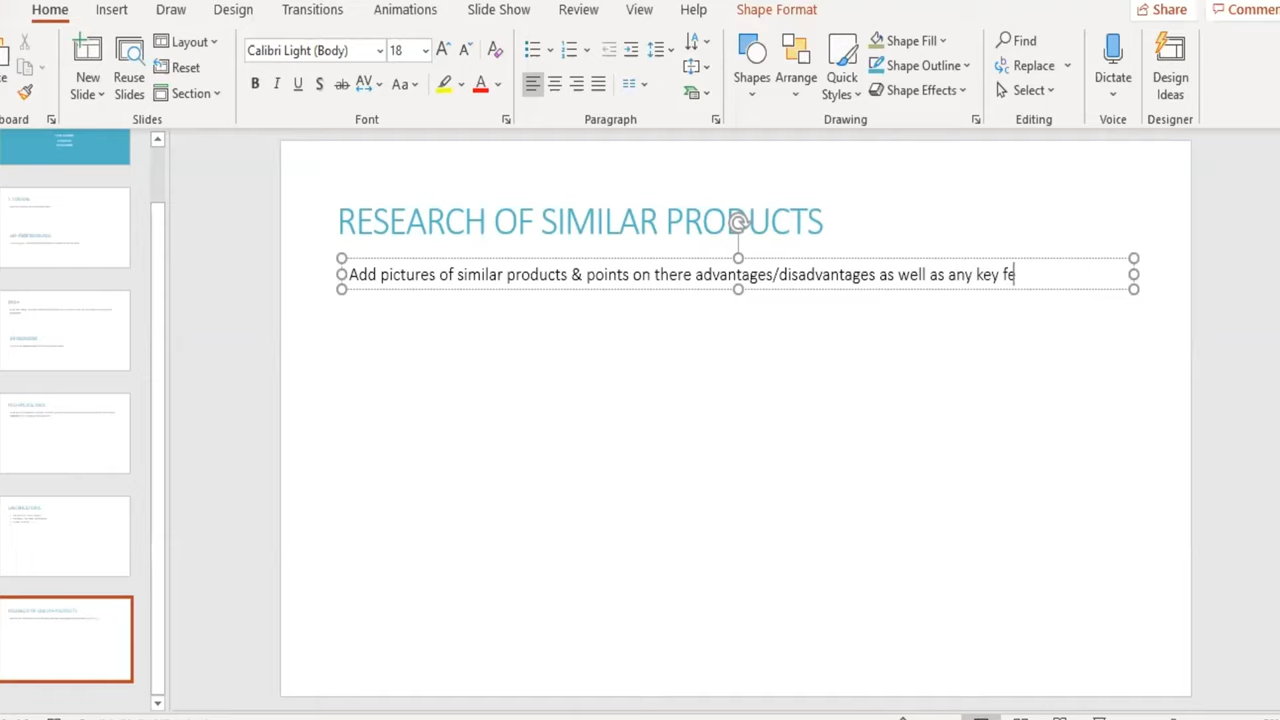 Home Insert Draw Design Transitions Animations Slide Show Review View Help Shape Format Share Commer
New Slide
Reuse Slides
Layout
Reset
Section
Calibri Light (Body) 18
Shapes
Arrange
Quick Styles
Shape Fill
Shape Outline
Shape Effects
Find
Replace
Select
Dictate
Design Ideas
board Slides Font Paragraph Drawing Editing Voice Designer
RESEARCH OF SIMILAR PRODUCTS
Add pictures of similar products & points on there advantages/disadvantages as well as any key fe